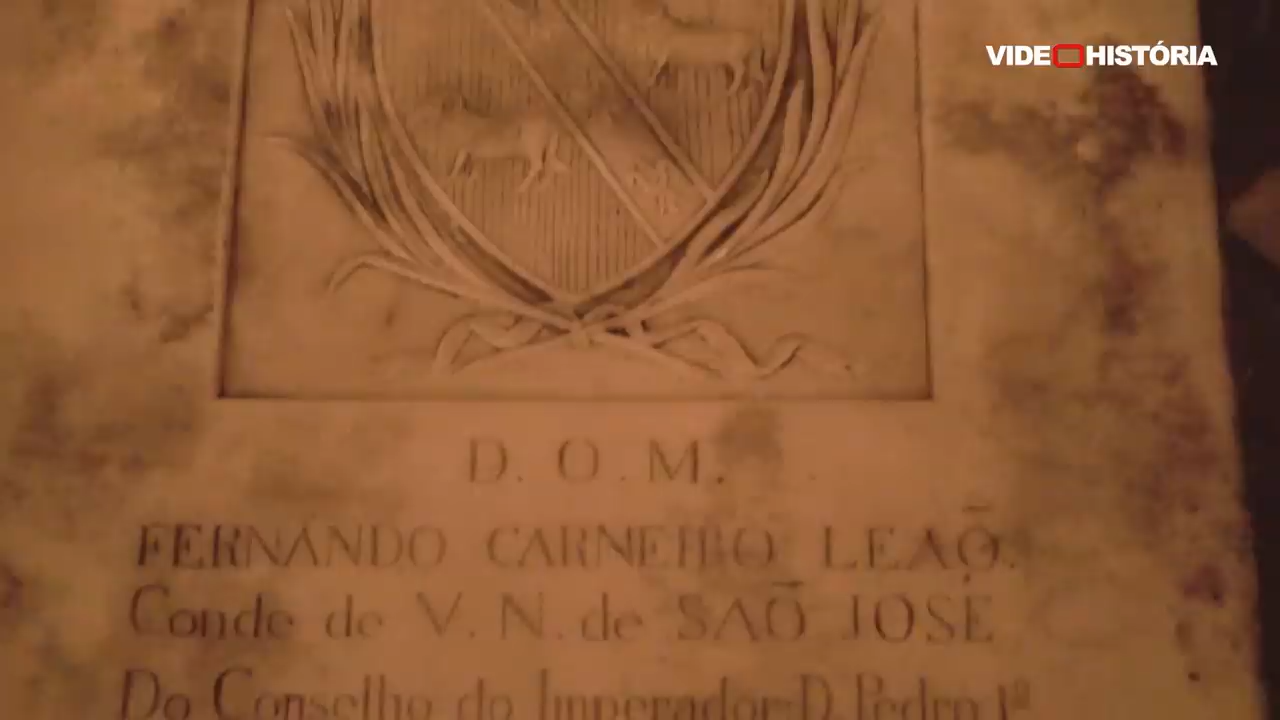 VIDEOHISTÓRIA
D. O. M.
FERNANDO CARNEIRO LEAÕ.
Conde de V. N. de SAÕ JOSÉ
Do Conselho do Imperador D. Pedro 1º